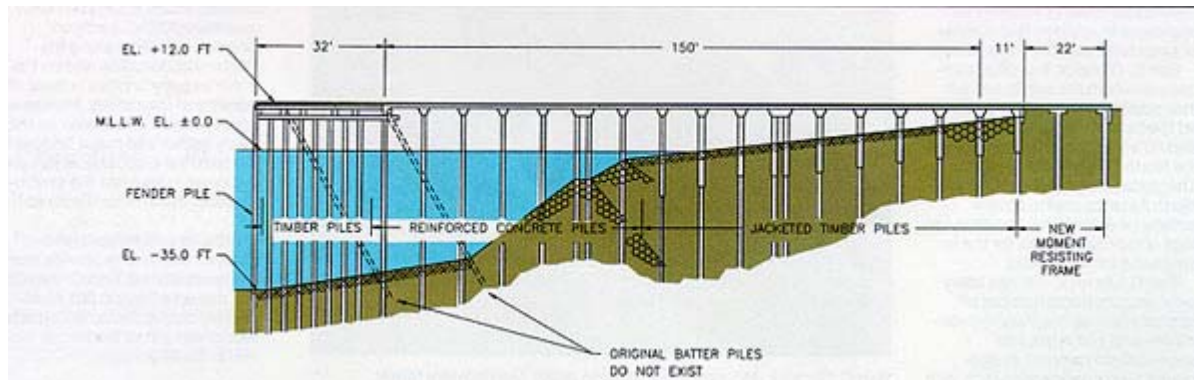 32'
150'
11'
22'
EL. +12.0 FT
M.L.L.W. EL. ±0.0
FENDER PILE
TIMBER PILES
REINFORCED CONCRETE PILES
JACKETED TIMBER PILES
NEW
MOMENT
RESISTING
FRAME
EL. -35.0 FT
ORIGINAL BATTER PILES
DO NOT EXIST